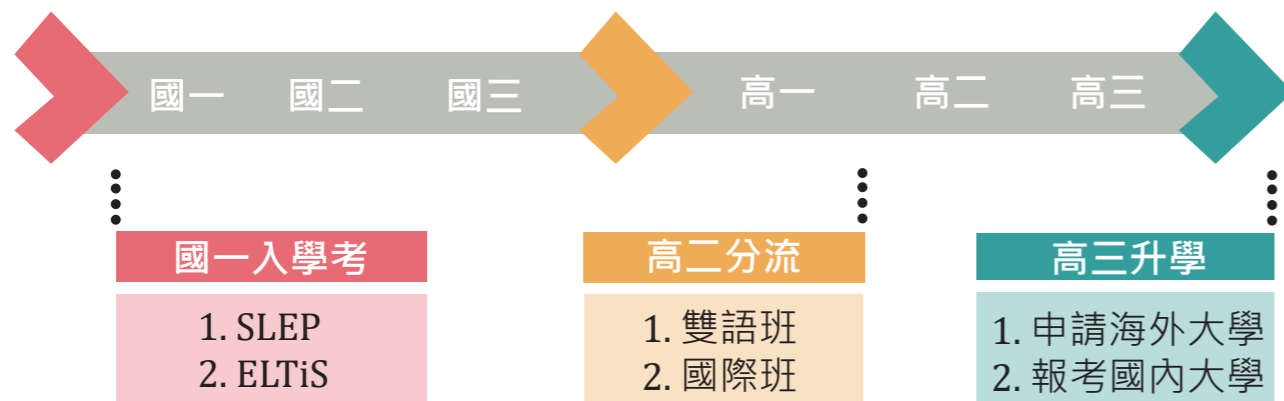 國一 國二 國三 高一 高二 高三
國一入學考
1. SLEP
2. ELTiS
高二分流
1. 雙語班
2. 國際班
高三升學
1. 申請海外大學
2. 報考國內大學